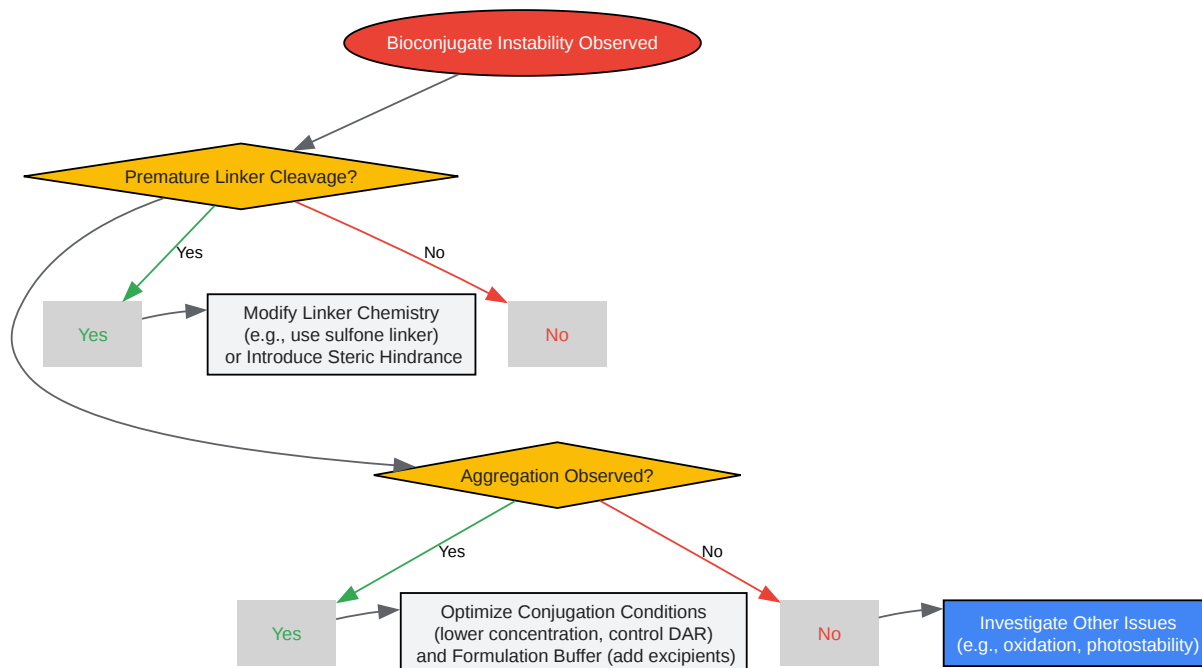 Bioconjugate Instability Observed
Premature Linker Cleavage?
Yes
No
Yes
Modify Linker Chemistry
(e.g., use sulfone linker)
or Introduce Steric Hindrance
No
Aggregation Observed?
Yes
No
Yes
Optimize Conjugation Conditions
(lower concentration, control DAR)
and Formulation Buffer (add excipients)
No
Investigate Other Issues
(e.g., oxidation, photostability)